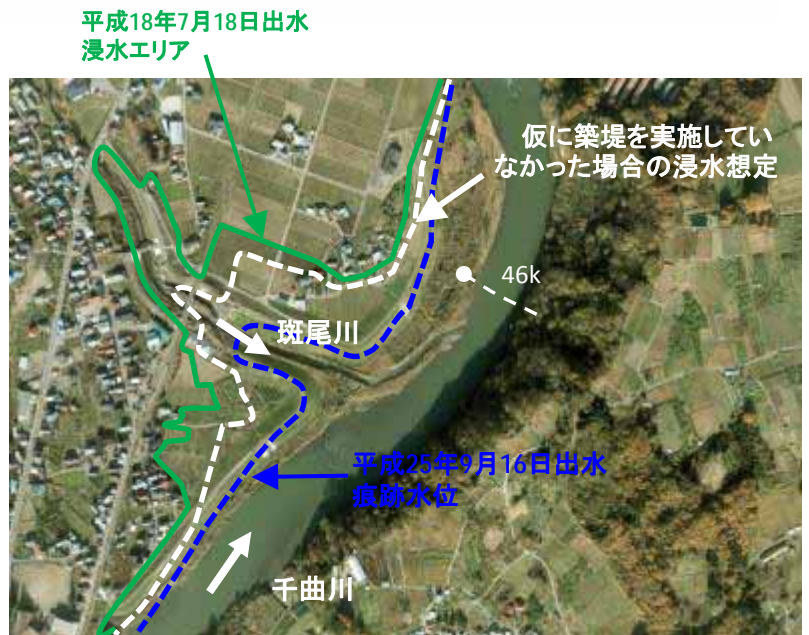 平成18年7月18日出水
浸水エリア
仮に築堤を実施してい
なかった場合の浸水想定
46k
斑尾川
平成25年9月16日出水
痕跡水位
千曲川